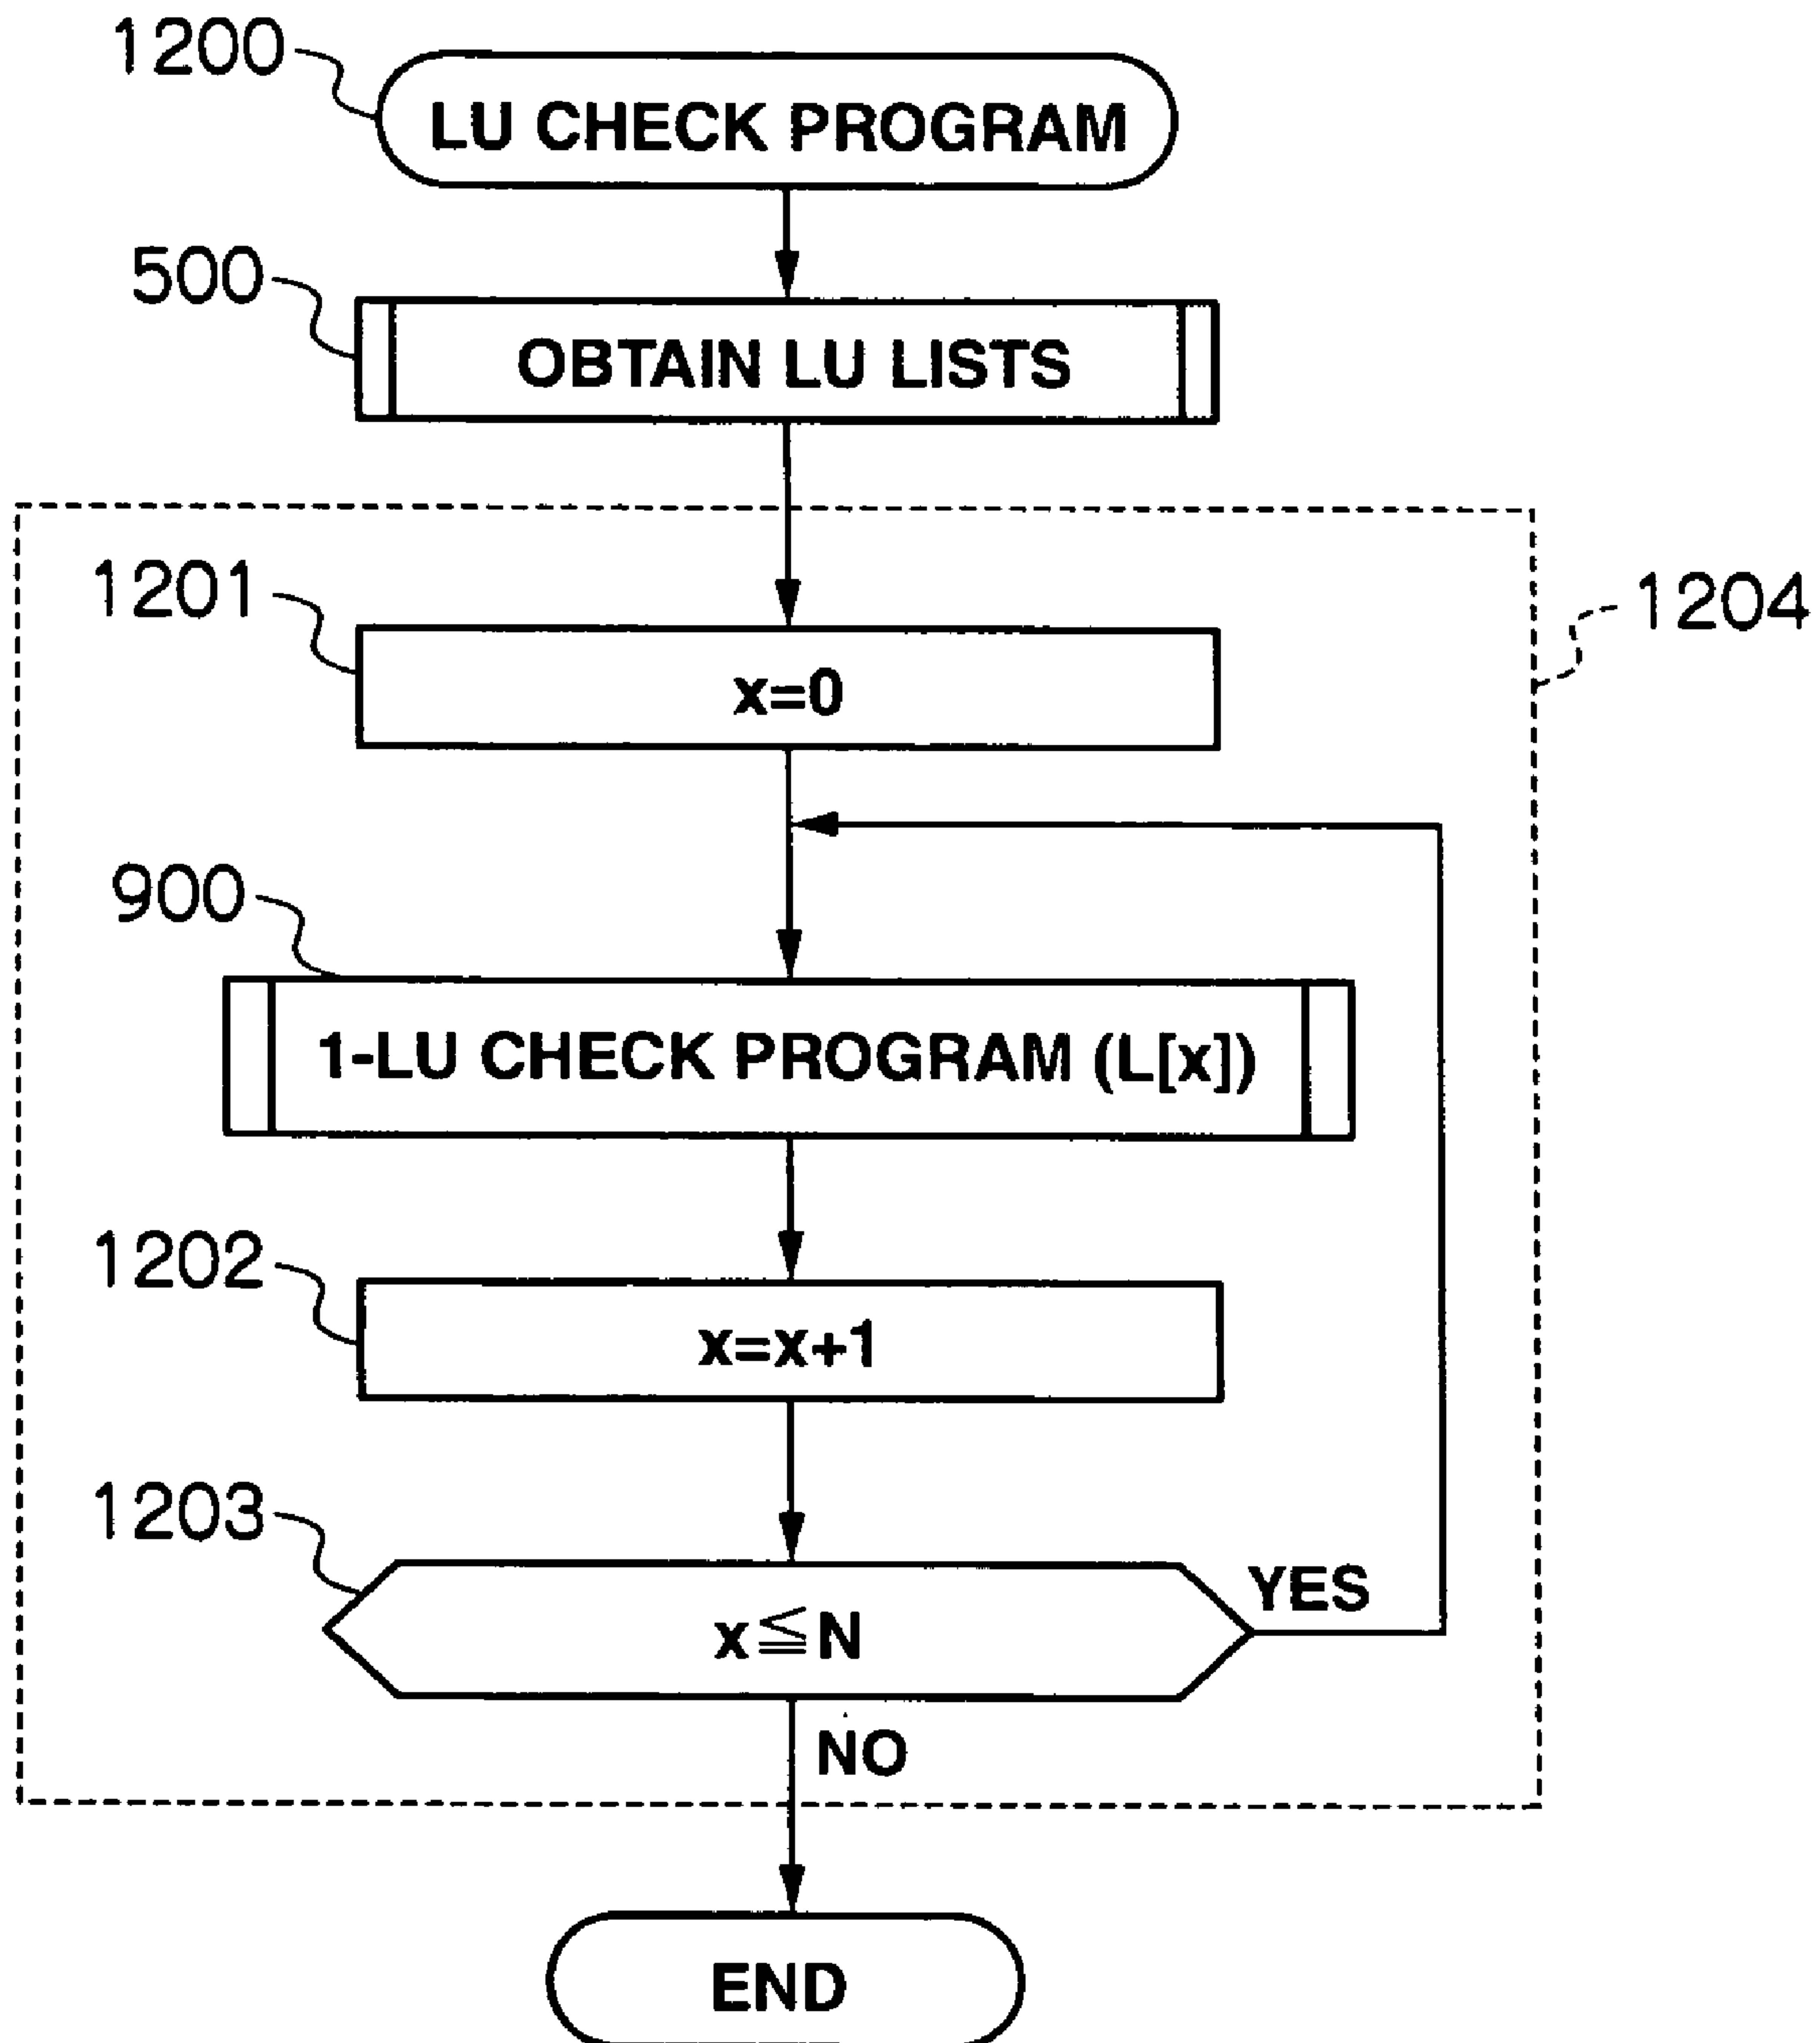 1200
LU CHECK PROGRAM
500
OBTAIN LU LISTS
1201
1204
x=0
900
1-LU CHECK PROGRAM (L[x])
1202
x=x+1
1203
YES
x≦N
NO
END